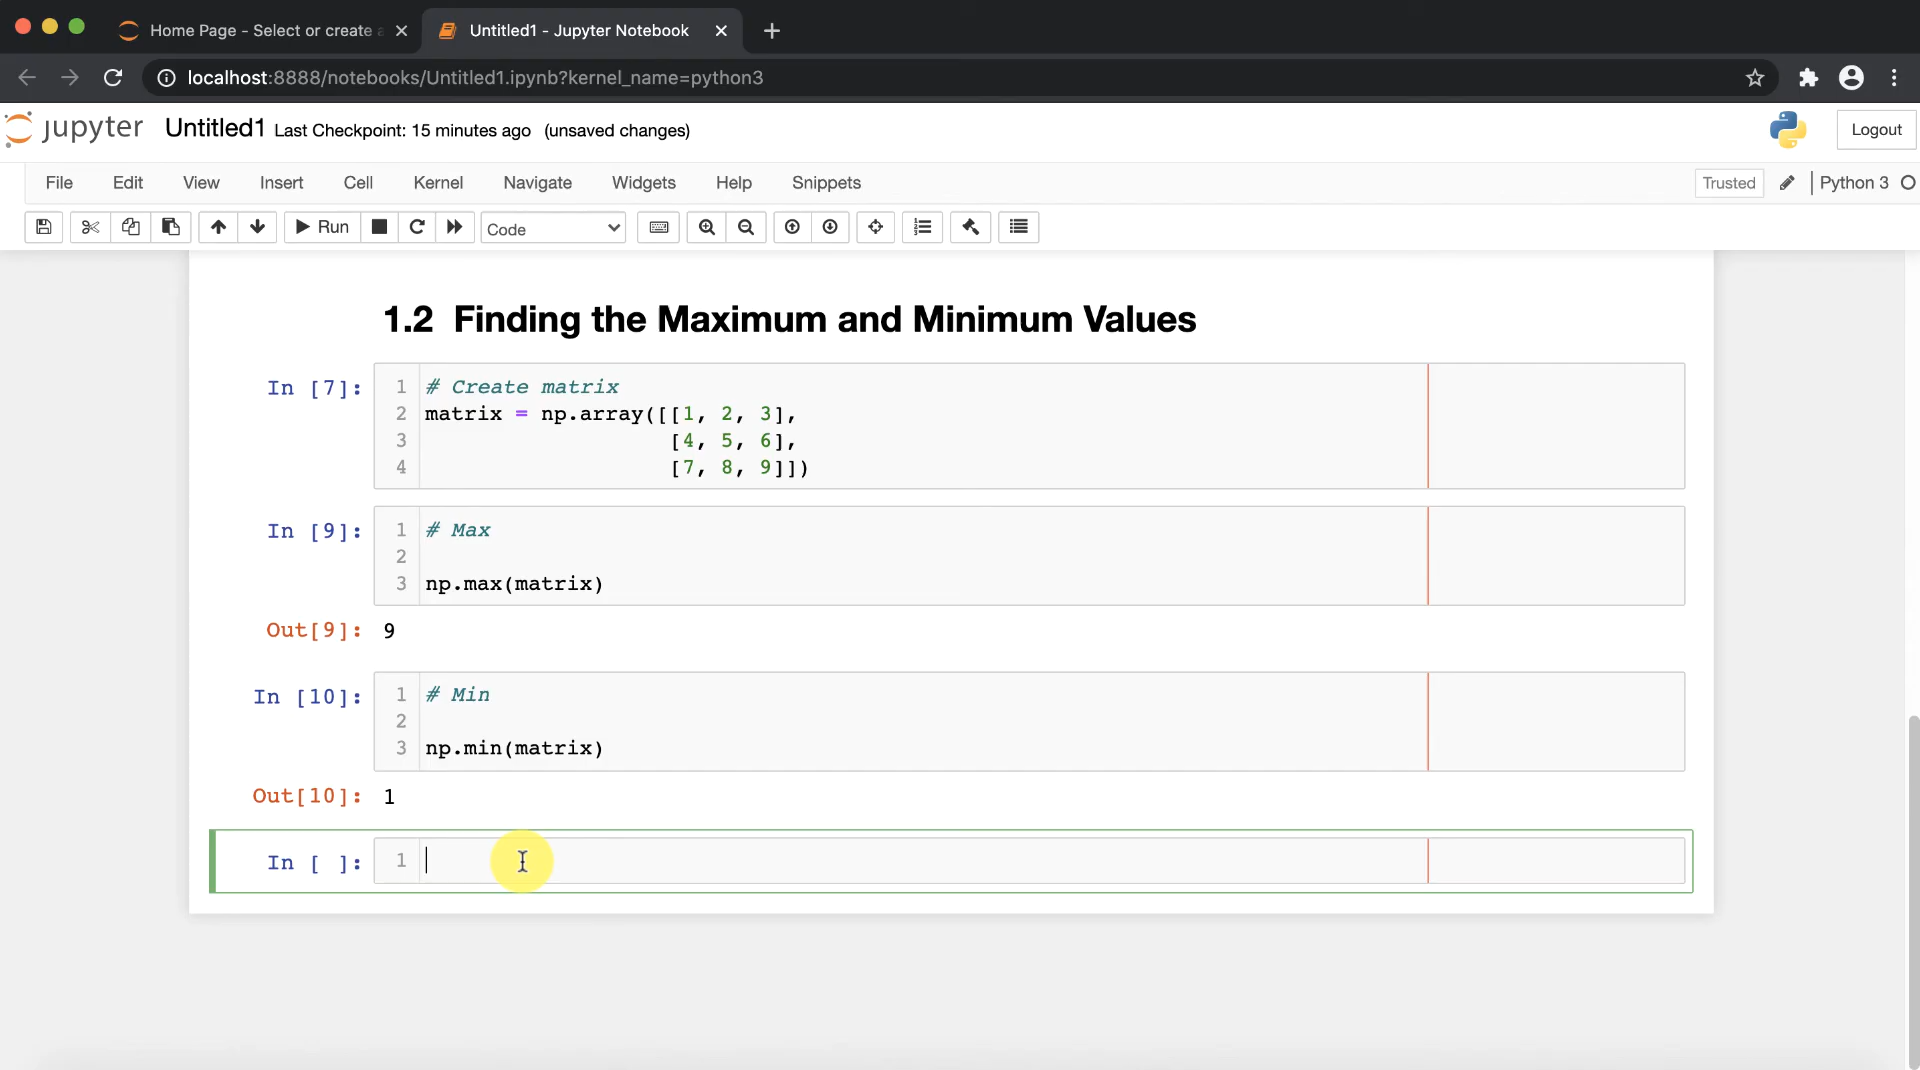 Home Page - Select or create a
Untitled1 - Jupyter Notebook
localhost:8888/notebooks/Untitled1.ipynb?kernel_name=python3
jupyter Untitled1 Last Checkpoint: 15 minutes ago (unsaved changes) Logout
File Edit View Insert Cell Kernel Navigate Widgets Help Snippets Trusted Python 3
Run Code
1.2 Finding the Maximum and Minimum Values
In [7]: 1 # Create matrix
2 matrix = np.array([[1, 2, 3],
3 [4, 5, 6],
4 [7, 8, 9]])
In [9]: 1 # Max
2
3 np.max(matrix)
Out[9]: 9
In [10]: 1 # Min
2
3 np.min(matrix)
Out[10]: 1
In [ ]: 1